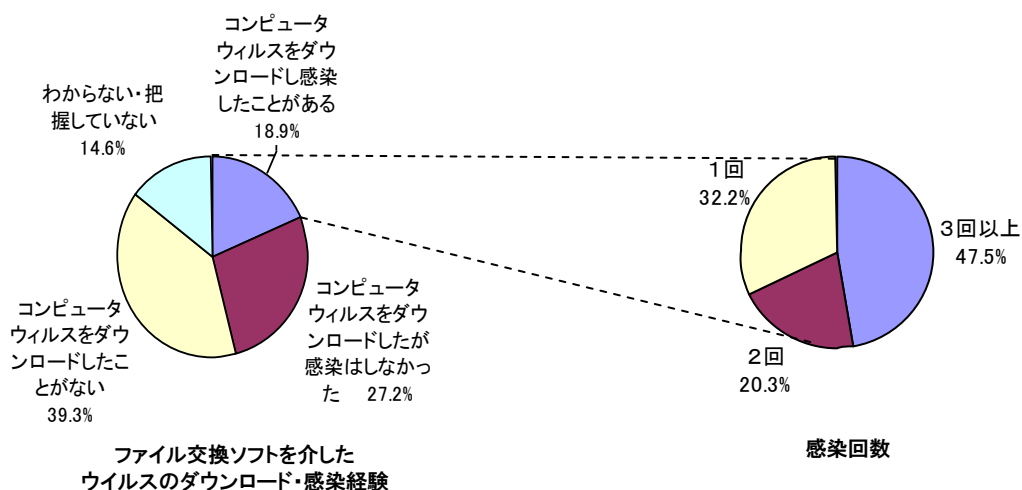 コンピュータ
ウィルスをダウ
ンロードし感染
したことがある
18.9%
わからない・把
握していない
14.6%
コンピュータ
ウィルスをダウ
ンロードしたこ
とがない
39.3%
コンピュータ
ウィルスをダウ
ンロードしたが
感染はしなかっ
た 27.2%
ファイル交換ソフトを介した
ウイルスのダウンロード・感染経験
1回
32.2%
3回以上
47.5%
2回
20.3%
感染回数